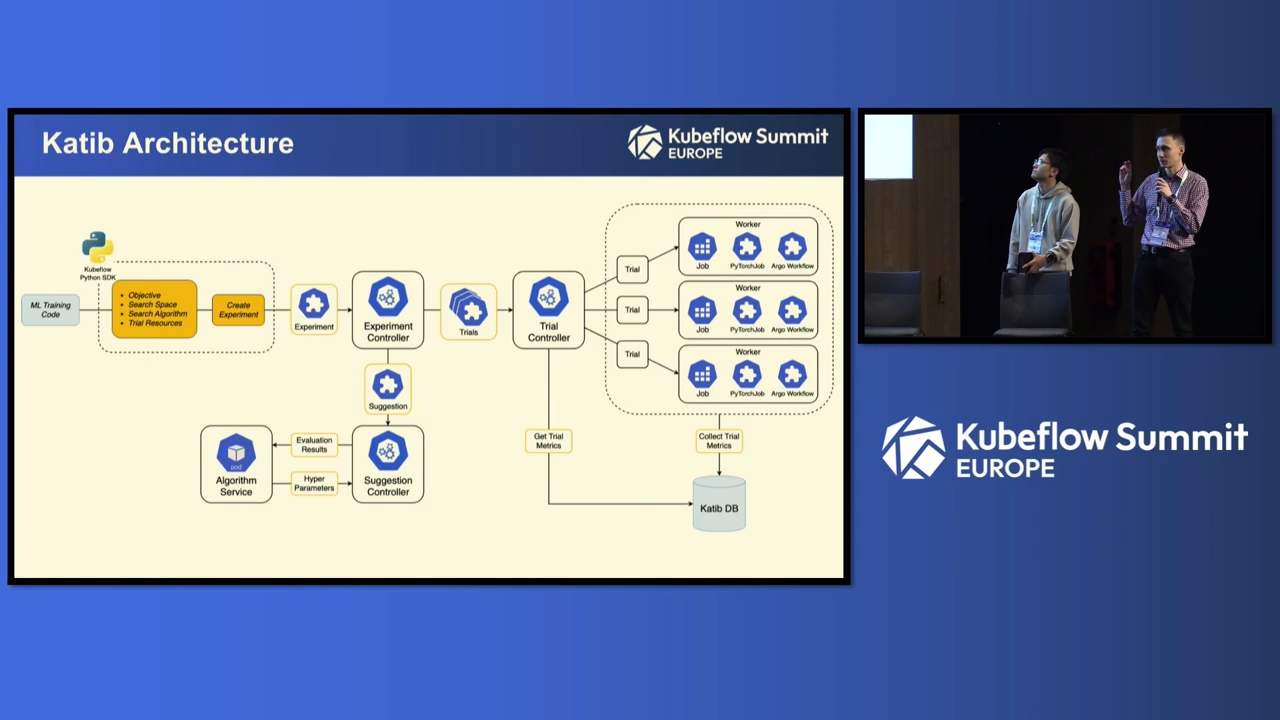 Katib Architecture
Kubeflow Summit
EUROPE
Kubeflow
Python SDK
ML Training
Code
• Objective
• Search Space
• Search Algorithm
• Trial Resources
Create
Experiment
Experiment
Experiment
Controller
Trials
Trial
Controller
Trial
Trial
Trial
Worker
Job
PyTorchJob
Argo Workflow
Worker
Job
PyTorchJob
Argo Workflow
Worker
Job
PyTorchJob
Argo Workflow
Suggestion
pod
Algorithm
Service
Evaluation
Results
Hyper
Parameters
Suggestion
Controller
Get Trial
Metrics
Collect Trial
Metrics
Katib DB
Kubeflow Summit
EUROPE